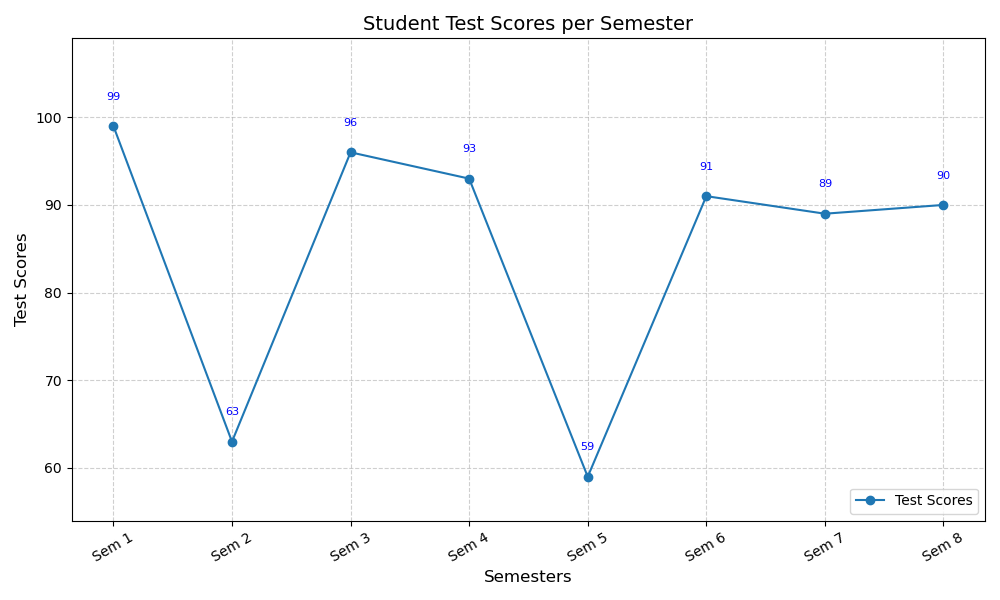 Student Test Scores per Semester
Test Scores
100
90
80
70
60
99
63
96
93
59
91
89
90
Test Scores
Sem 1
Sem 2
Sem 3
Sem 4
Sem 5
Sem 6
Sem 7
Sem 8
Semesters